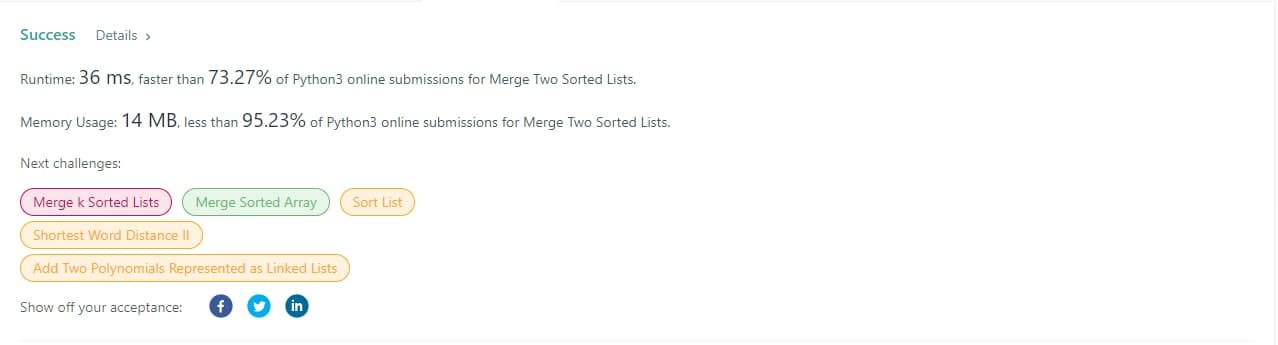 Success Details >
Runtime: 36 ms, faster than 73.27% of Python3 online submissions for Merge Two Sorted Lists.
Memory Usage: 14 MB, less than 95.23% of Python3 online submissions for Merge Two Sorted Lists.
Next challenges:
Merge k Sorted Lists Merge Sorted Array Sort List
Shortest Word Distance II
Add Two Polynomials Represented as Linked Lists
Show off your acceptance: f in